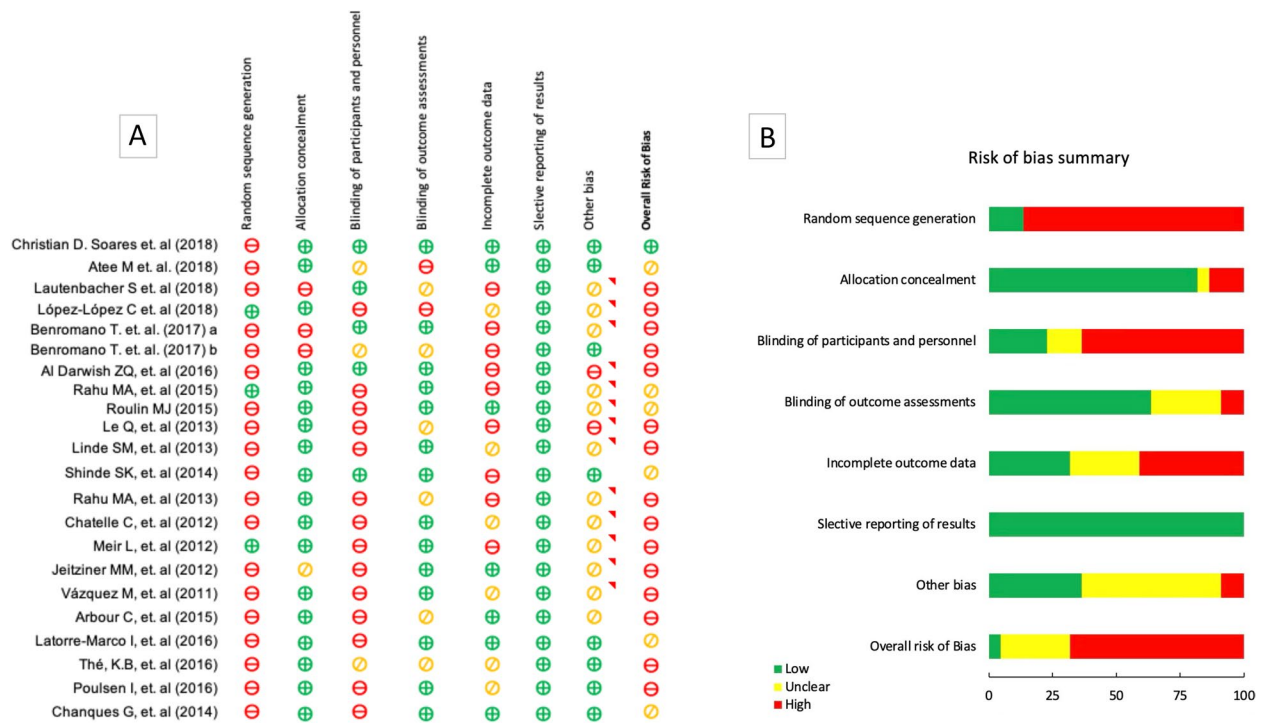 A
Random sequence generation
Allocation concealment
Blinding of participants and personnel
Blinding of outcome assessments
Incomplete outcome data
Slective reporting of results
Other bias
Overall Risk of Bias
Christian D. Soares et. al (2018)
Atee M et. al. (2018)
Lautenbacher S et. al (2018)
López-López C et. al (2018)
Benromano T. et. al. (2017) a
Benromano T. et. al. (2017) b
Al Darwish ZQ, et. al (2016)
Rahu MA, et. al (2015)
Roulin MJ (2015)
Le Q, et. al (2013)
Linde SM, et. al (2013)
Shinde SK, et. al (2014)
Rahu MA, et. al (2013)
Chatelle C, et. al (2012)
Meir L, et. al (2012)
Jeitziner MM, et. al (2012)
Vázquez M, et. al (2011)
Arbour C, et. al (2015)
Latorre-Marco I, et. al (2016)
Thé, K.B, et. al (2016)
Poulsen I, et. al (2016)
Chanques G, et. al (2014)
B
Risk of bias summary
Random sequence generation
Allocation concealment
Blinding of participants and personnel
Blinding of outcome assessments
Incomplete outcome data
Slective reporting of results
Other bias
Overall risk of Bias
Low
Unclear
High
0 25 50 75 100